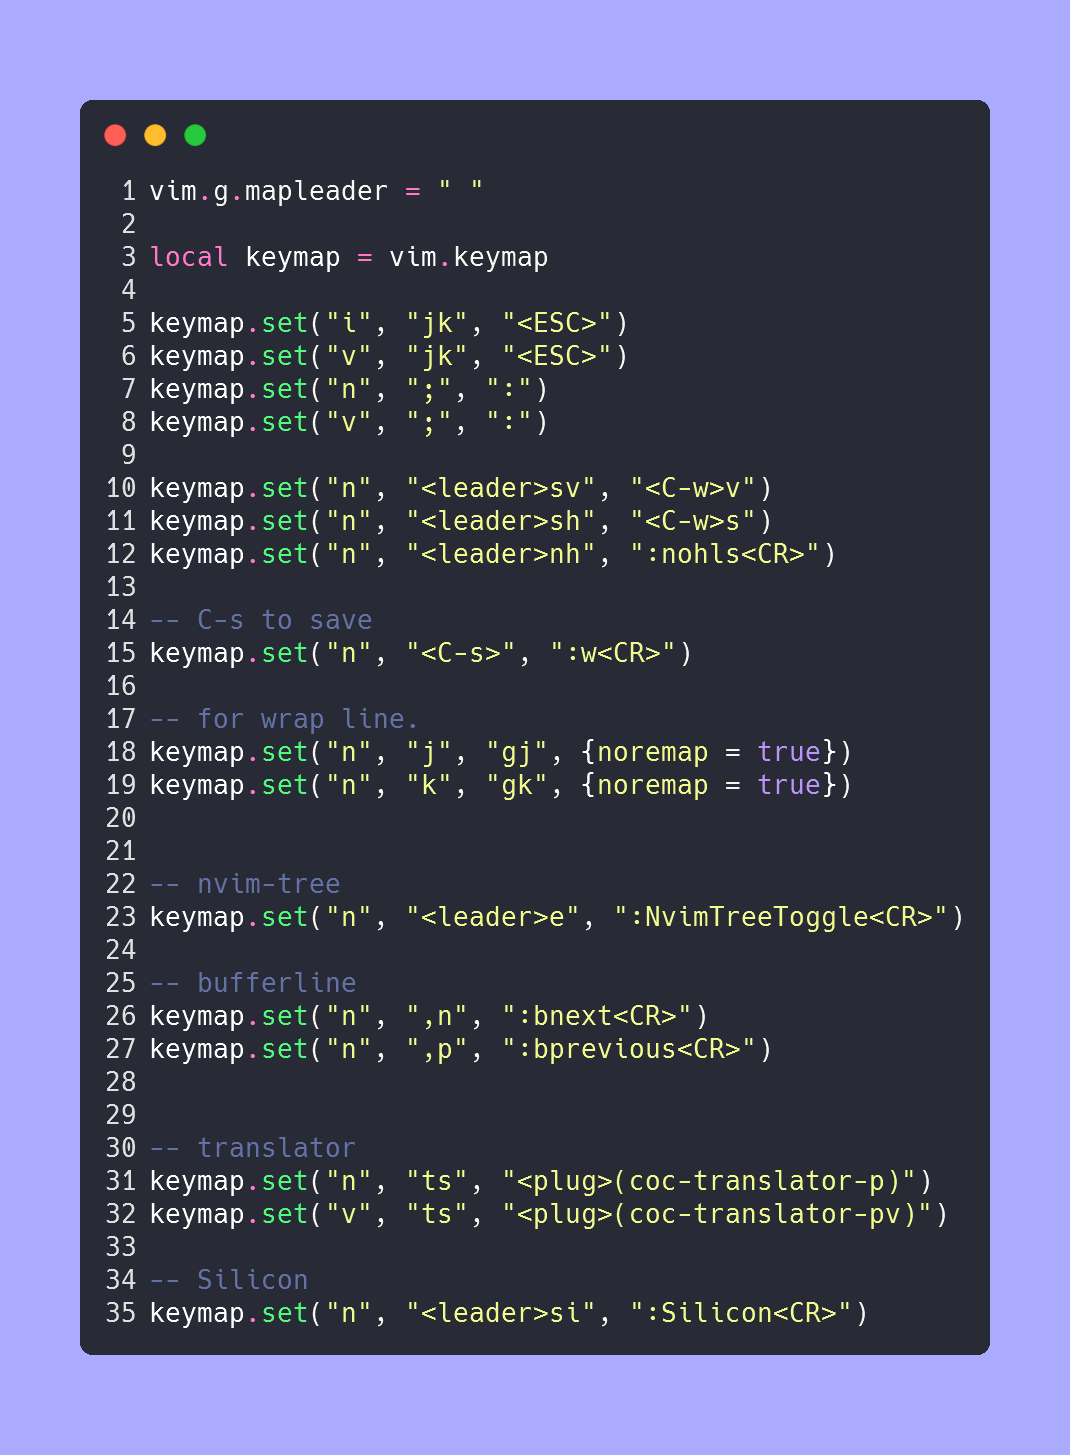 1 vim.g.mapleader = " "
2
3 local keymap = vim.keymap
4
5 keymap.set("i", "jk", "<ESC>")
6 keymap.set("v", "jk", "<ESC>")
7 keymap.set("n", ";", ":")
8 keymap.set("v", ";", ":")
9
10 keymap.set("n", "<leader>sv", "<C-w>v")
11 keymap.set("n", "<leader>sh", "<C-w>s")
12 keymap.set("n", "<leader>nh", ":nohls<CR>")
13
14 -- C-s to save
15 keymap.set("n", "<C-s>", ":w<CR>")
16
17 -- for wrap line.
18 keymap.set("n", "j", "gj", {noremap = true})
19 keymap.set("n", "k", "gk", {noremap = true})
20
21
22 -- nvim-tree
23 keymap.set("n", "<leader>e", ":NvimTreeToggle<CR>")
24
25 -- bufferline
26 keymap.set("n", ",n", ":bnext<CR>")
27 keymap.set("n", ",p", ":bprevious<CR>")
28
29
30 -- translator
31 keymap.set("n", "ts", "<plug>(coc-translator-p)")
32 keymap.set("v", "ts", "<plug>(coc-translator-pv)")
33
34 -- Silicon
35 keymap.set("n", "<leader>si", ":Silicon<CR>")